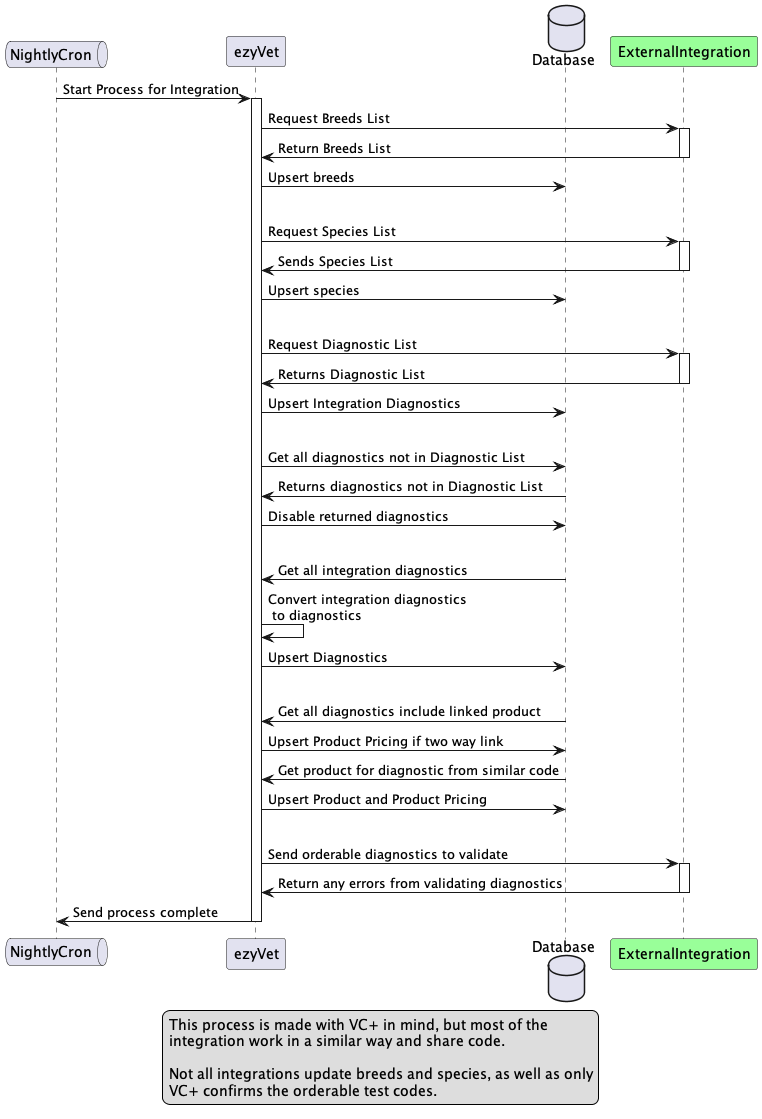 Database
NightlyCron
ezyVet
ExternalIntegration
Start Process for Integration
Request Breeds List
Return Breeds List
Upsert breeds
Request Species List
Sends Species List
Upsert species
Request Diagnostic List
Returns Diagnostic List
Upsert Integration Diagnostics
Get all diagnostics not in Diagnostic List
Returns diagnostics not in Diagnostic List
Disable returned diagnostics
Get all integration diagnostics
Convert integration diagnostics
to diagnostics
Upsert Diagnostics
Get all diagnostics include linked product
Upsert Product Pricing if two way link
Get product for diagnostic from similar code
Upsert Product and Product Pricing
Send orderable diagnostics to validate
Return any errors from validating diagnostics
Send process complete
NightlyCron
ezyVet
Database
ExternalIntegration
This process is made with VC+ in mind, but most of the
integration work in a similar way and share code.
Not all integrations update breeds and species, as well as only
VC+ confirms the orderable test codes.